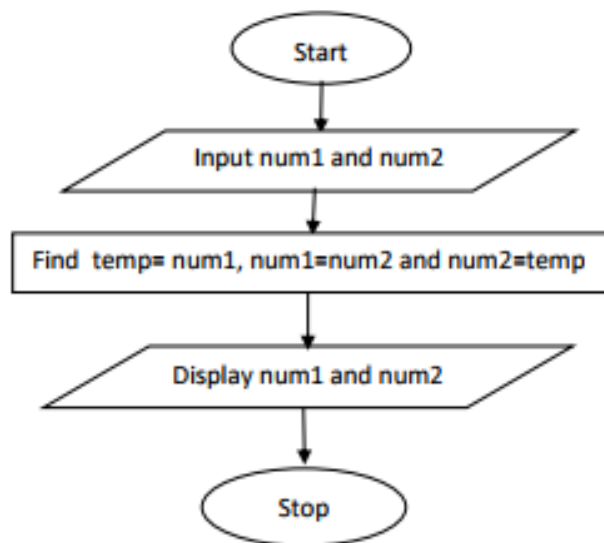 Start
Input num1 and num2
Find temp= num1, num1=num2 and num2=temp
Display num1 and num2
Stop